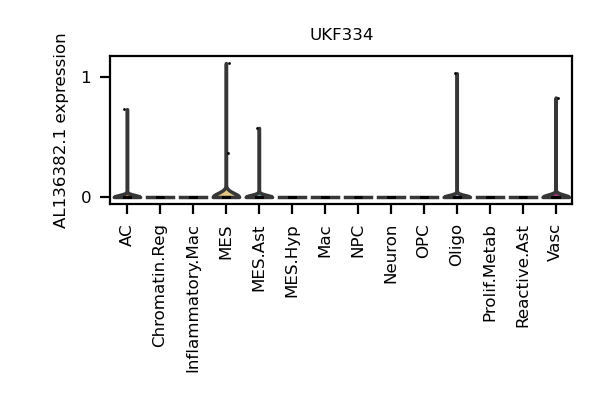 UKF334
AL136382.1 expression
1
0
AC
Chromatin.Reg
Inflammatory.Mac
MES
MES.Ast
MES.Hyp
Mac
NPC
Neuron
OPC
Oligo
Prolif.Metab
Reactive.Ast
Vasc